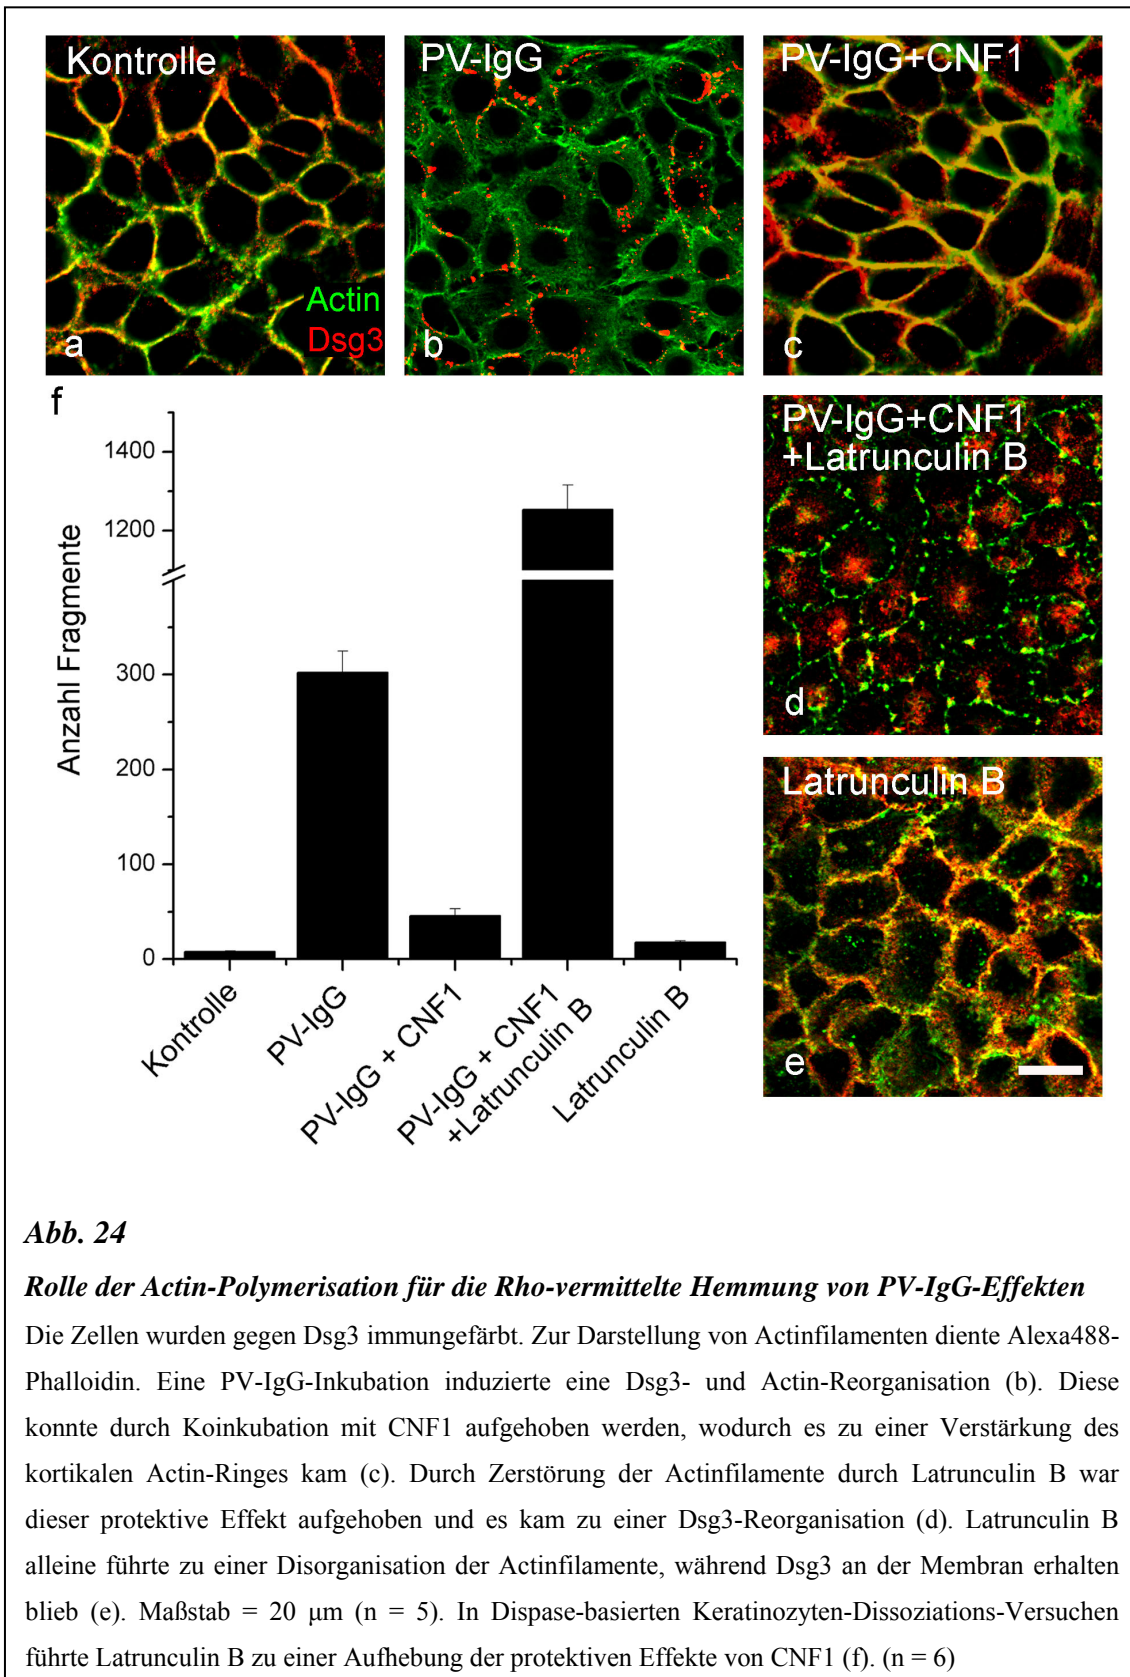 Kontrolle
PV-IgG
PV-IgG+CNF1
Actin
Dsg3
a
b
c
f
1400
1200
300
200
100
0
Anzahl Fragmente
Kontrolle
PV-IgG
PV-IgG + CNF1
PV-IgG + CNF1
+Latrunculin B
Latrunculin B
PV-IgG+CNF1
+Latrunculin B
d
Latrunculin B
e
Abb. 24
Rolle der Actin-Polymerisation für die Rho-vermittelte Hemmung von PV-IgG-Effekten
Die Zellen wurden gegen Dsg3 immungefärbt. Zur Darstellung von Actinfilamenten diente Alexa488-
Phalloidin. Eine PV-IgG-Inkubation induzierte eine Dsg3- und Actin-Reorganisation (b). Diese
konnte durch Koinkubation mit CNF1 aufgehoben werden, wodurch es zu einer Verstärkung des
kortikalen Actin-Ringes kam (c). Durch Zerstörung der Actinfilamente durch Latrunculin B war
dieser protektive Effekt aufgehoben und es kam zu einer Dsg3-Reorganisation (d). Latrunculin B
alleine führte zu einer Disorganisation der Actinfilamente, während Dsg3 an der Membran erhalten
blieb (e). Maßstab = 20 µm (n = 5). In Dispase-basierten Keratinozyten-Dissoziations-Versuchen
führte Latrunculin B zu einer Aufhebung der protektiven Effekte von CNF1 (f). (n = 6)